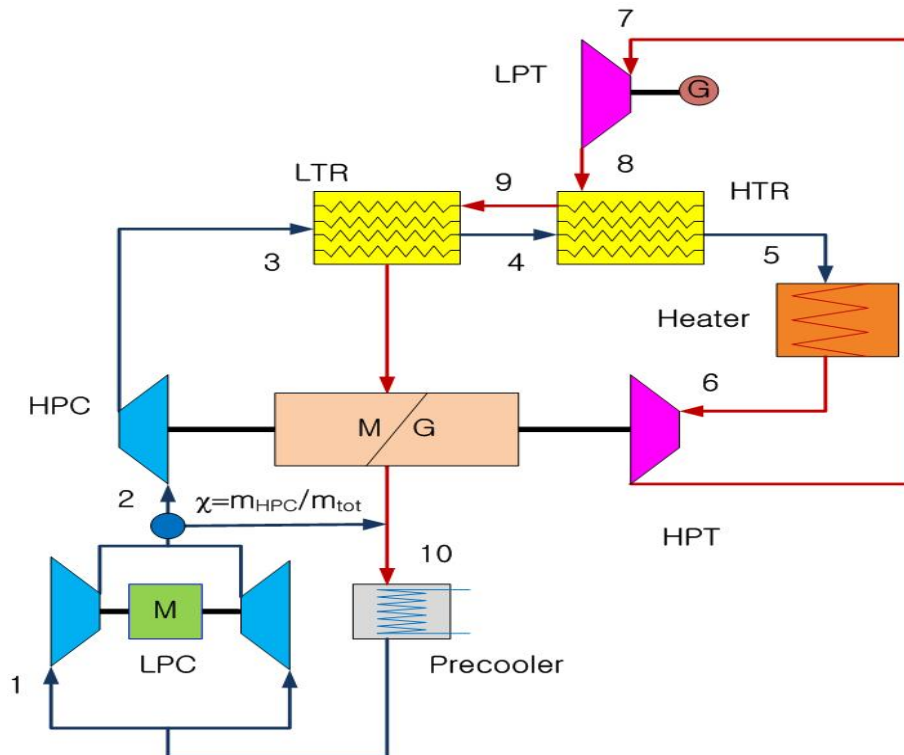 7
LPT
G
LTR
9
8
HTR
3
4
5
Heater
6
HPC
M
G
2
χ=mHPC/mtot
HPT
10
M
LPC
Precooler
1